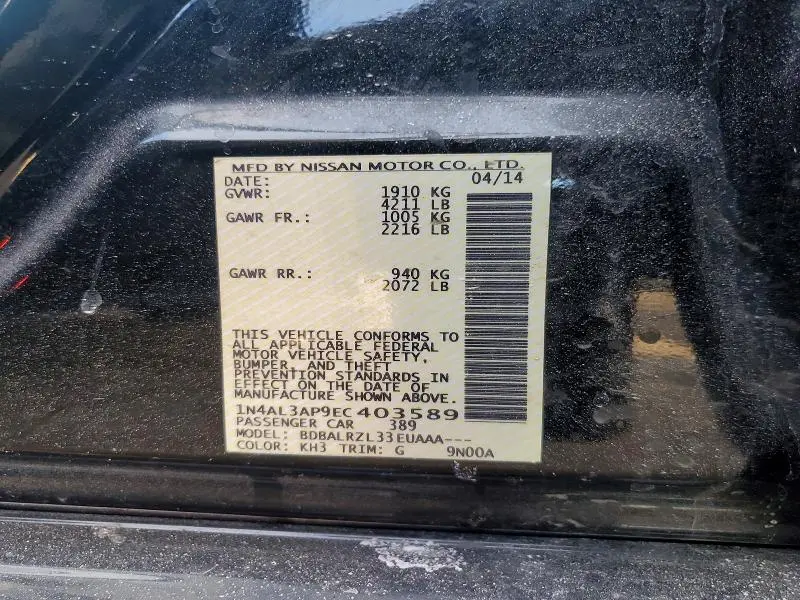 MFD BY NISSAN MOTOR CO., LTD.
DATE: 04/14
GVWR: 1910 KG
4211 LB
GAWR FR.: 1005 KG
2216 LB
GAWR RR.: 940 KG
2072 LB
THIS VEHICLE CONFORMS TO
ALL APPLICABLE FEDERAL
MOTOR VEHICLE SAFETY,
BUMPER, AND THEFT
PREVENTION STANDARDS IN
EFFECT ON THE DATE OF
MANUFACTURE SHOWN ABOVE.
1N4AL3AP9EC403589
PASSENGER CAR 389
MODEL: BDBALRZL33EUAAA---
COLOR: KH3 TRIM: G 9N00A